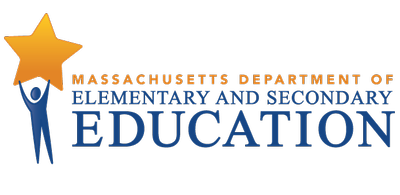 MASSACHUSETTS DEPARTMENT OF
ELEMENTARY AND SECONDARY
EDUCATION